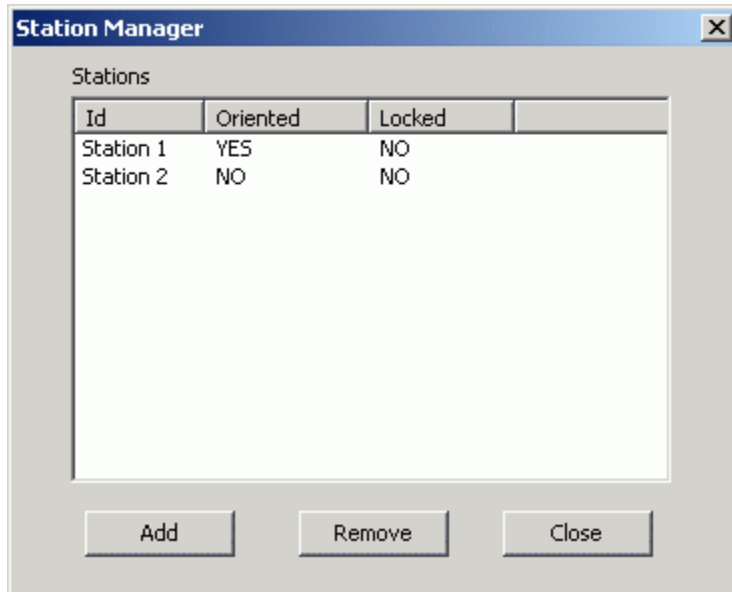 Station Manager
Stations
Id Oriented Locked
Station 1 YES NO
Station 2 NO NO
Add Remove Close